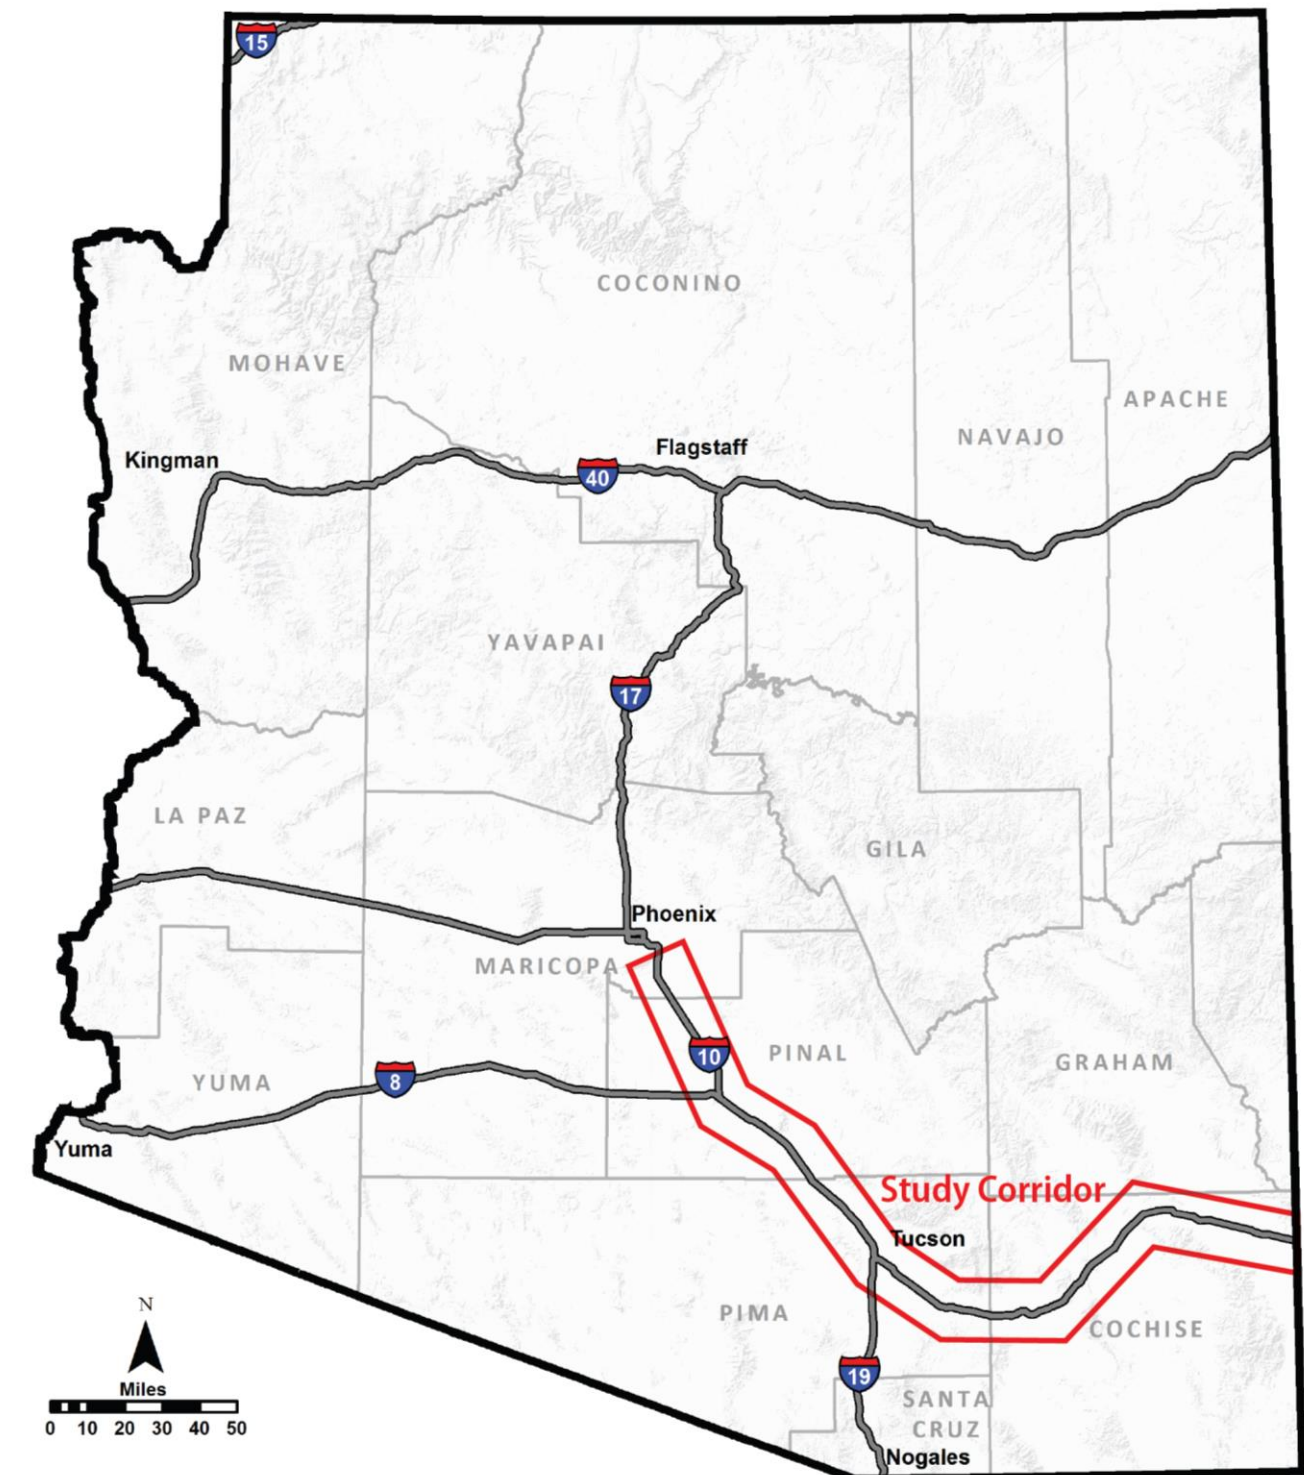 15
COCONINO
MOHAVE
APACHE
NAVAJO
Flagstaff
Kingman
40
YAVAPAI
17
LA PAZ
GILA
Phoenix
MARICOPA
10
PINAL
GRAHAM
8
YUMA
Yuma
Study Corridor
Tucson
PIMA
COCHISE
N
Miles
0 10 20 30 40 50
19
SANTA
CRUZ
Nogales